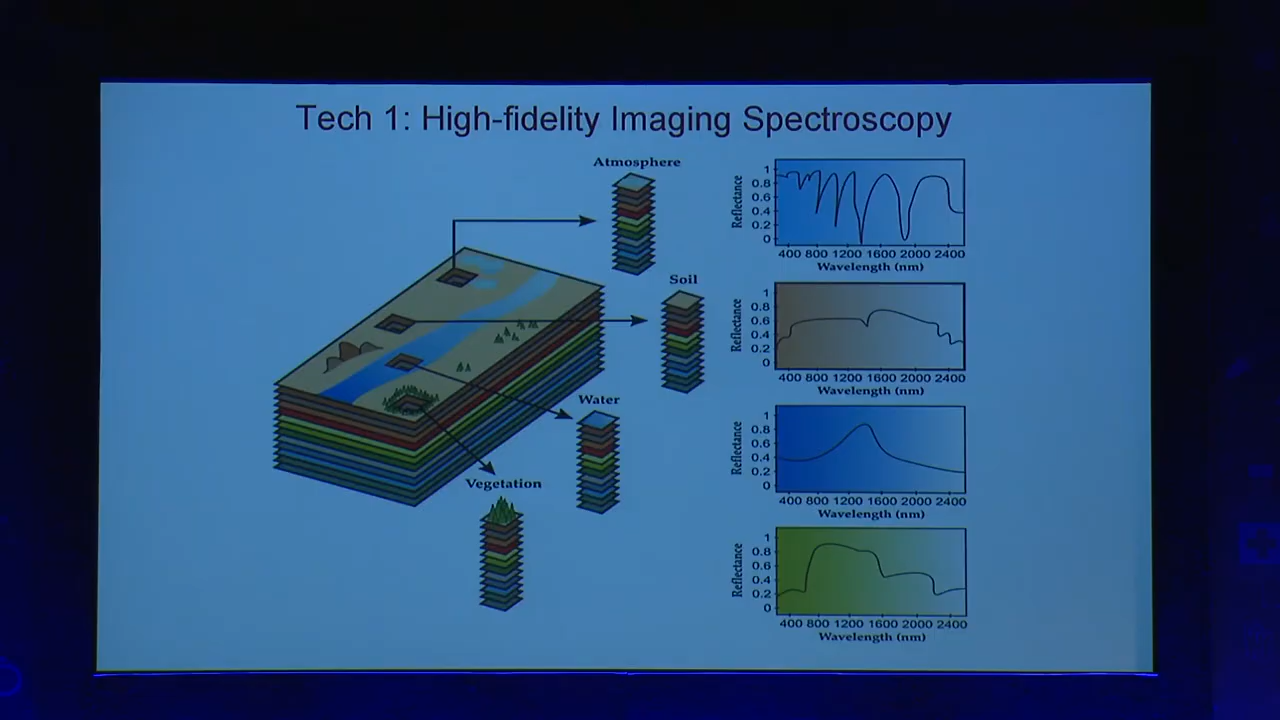 Tech 1: High-fidelity Imaging Spectroscopy
Atmosphere
Soil
Water
Vegetation
1
0.8
0.6
0.4
0.2
0
Reflectance
400 800 1200 1600 2000 2400
Wavelength (nm)
1
0.8
0.6
0.4
0.2
0
Reflectance
400 800 1200 1600 2000 2400
Wavelength (nm)
1
0.8
0.6
0.4
0.2
0
Reflectance
400 800 1200 1600 2000 2400
Wavelength (nm)
1
0.8
0.6
0.4
0.2
0
Reflectance
400 800 1200 1600 2000 2400
Wavelength (nm)